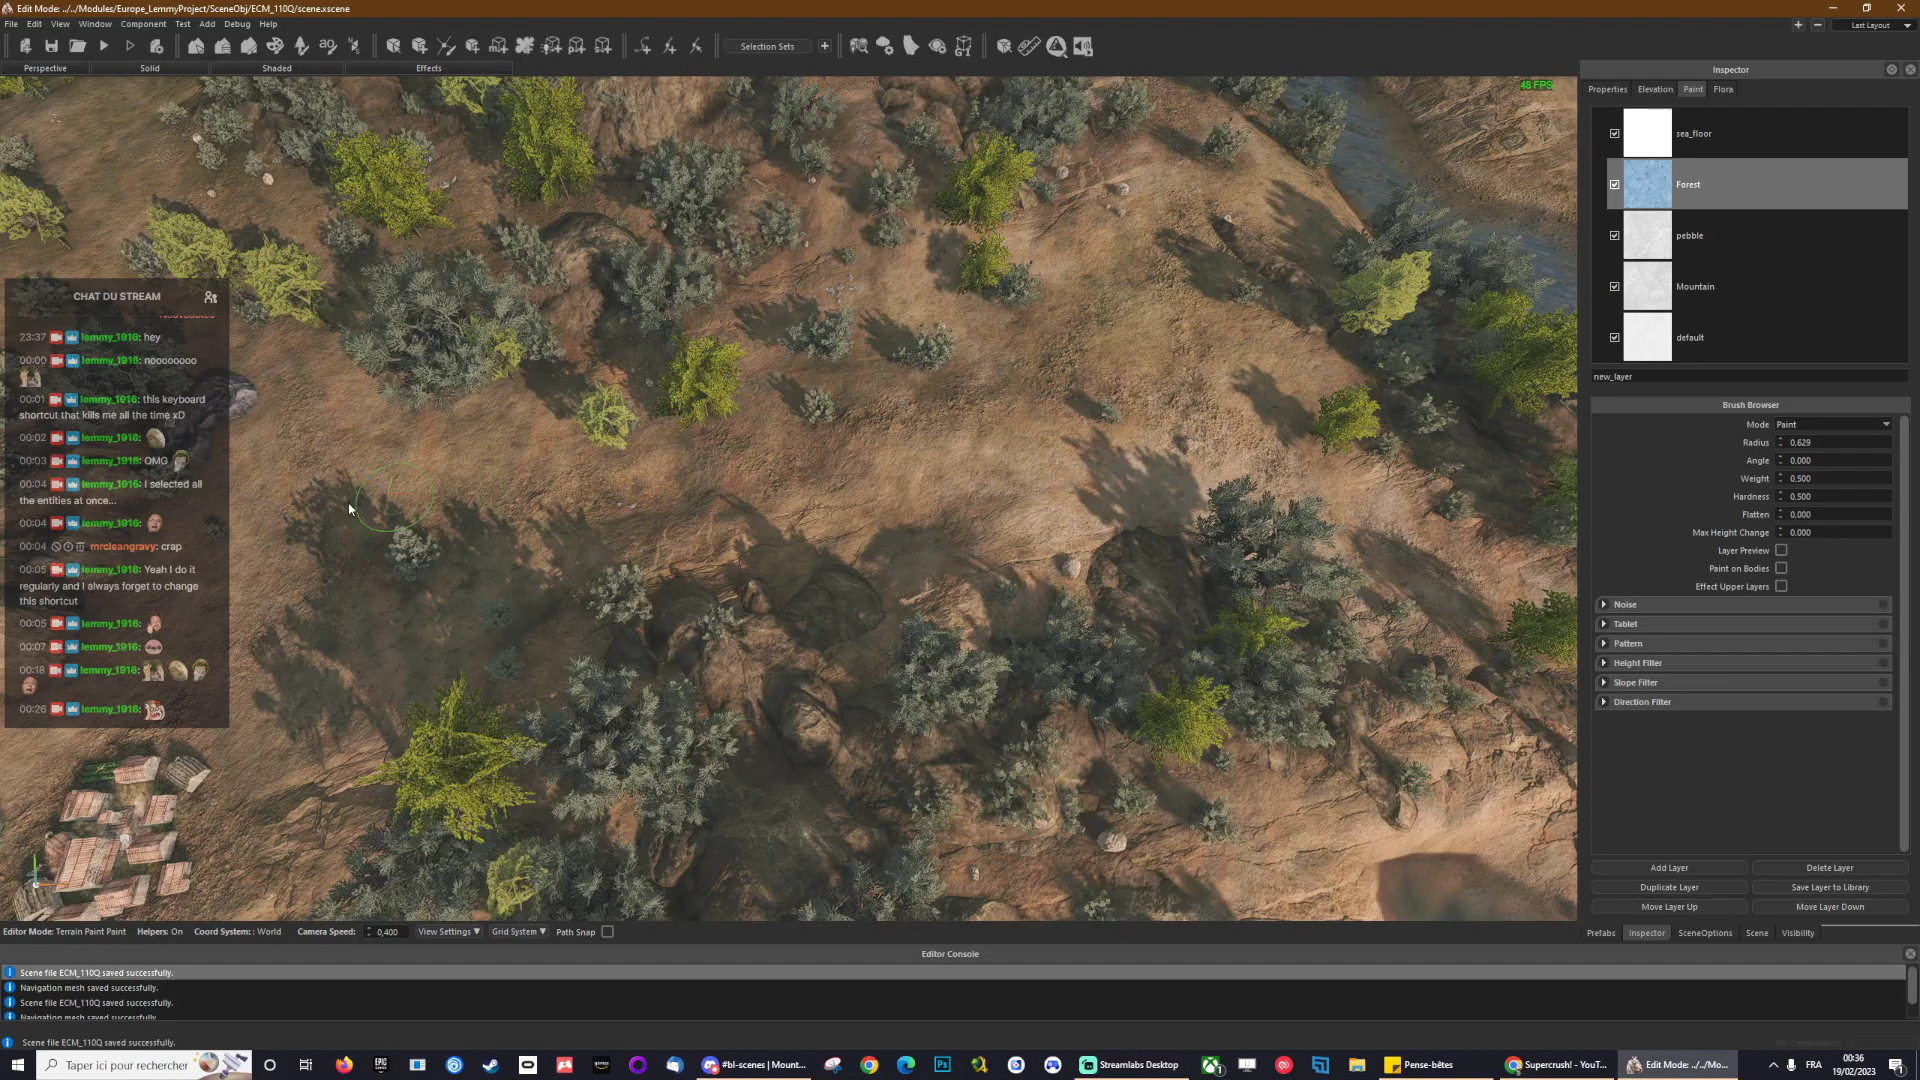 Edit Mode: ../../Modules/Europe_LemmyProject/SceneObj/ECM_110Q/scene.xscene
File Edit View Window Component Test Add Debug Help
Last Layout
Selection Sets
Perspective Solid Shaded Effects
48 FPS
Inspector
Properties Elevation Paint Flora
sea_floor
Forest
pebble
Mountain
default
new_layer
Brush Browser
Mode Paint
Radius 0,629
Angle 0,000
Weight 0,500
Hardness 0,500
Flatten 0,000
Max Height Change 0,000
Layer Preview
Paint on Bodies
Effect Upper Layers
Noise
Tablet
Pattern
Height Filter
Slope Filter
Direction Filter
Add Layer Delete Layer
Duplicate Layer Save Layer to Library
Move Layer Up Move Layer Down
Prefabs Inspector SceneOptions Scene Visibility
CHAT DU STREAM
23:37 lemmy_1916: hey
00:00 lemmy_1916: noooooooo
00:01 lemmy_1916: this keyboard
shortcut that kills me all the time xD
00:02 lemmy_1916:
00:03 lemmy_1916: OMG
00:04 lemmy_1916: I selected all
the entities at once...
00:04 lemmy_1916:
00:04 mrcleangravy: crap
00:05 lemmy_1916: Yeah I do it
regularly and I always forget to change
this shortcut
00:05 lemmy_1916:
00:07 lemmy_1916:
00:18 lemmy_1916:
00:26 lemmy_1916:
Editor Mode: Terrain Paint Paint Helpers: On Coord System: : World Camera Speed: 0,400 View Settings Grid System Path Snap
Editor Console
Scene file ECM_110Q saved successfully.
Navigation mesh saved successfully.
Scene file ECM_110Q saved successfully.
Navigation mesh saved successfully.
Scene file ECM_110Q saved successfully.
Taper ici pour rechercher
#bl-scenes | Mount...
Streamlabs Desktop
Pense-bêtes
Supercrush! - YouT...
Edit Mode: ../../Mo...
FRA
00:36
19/02/2023